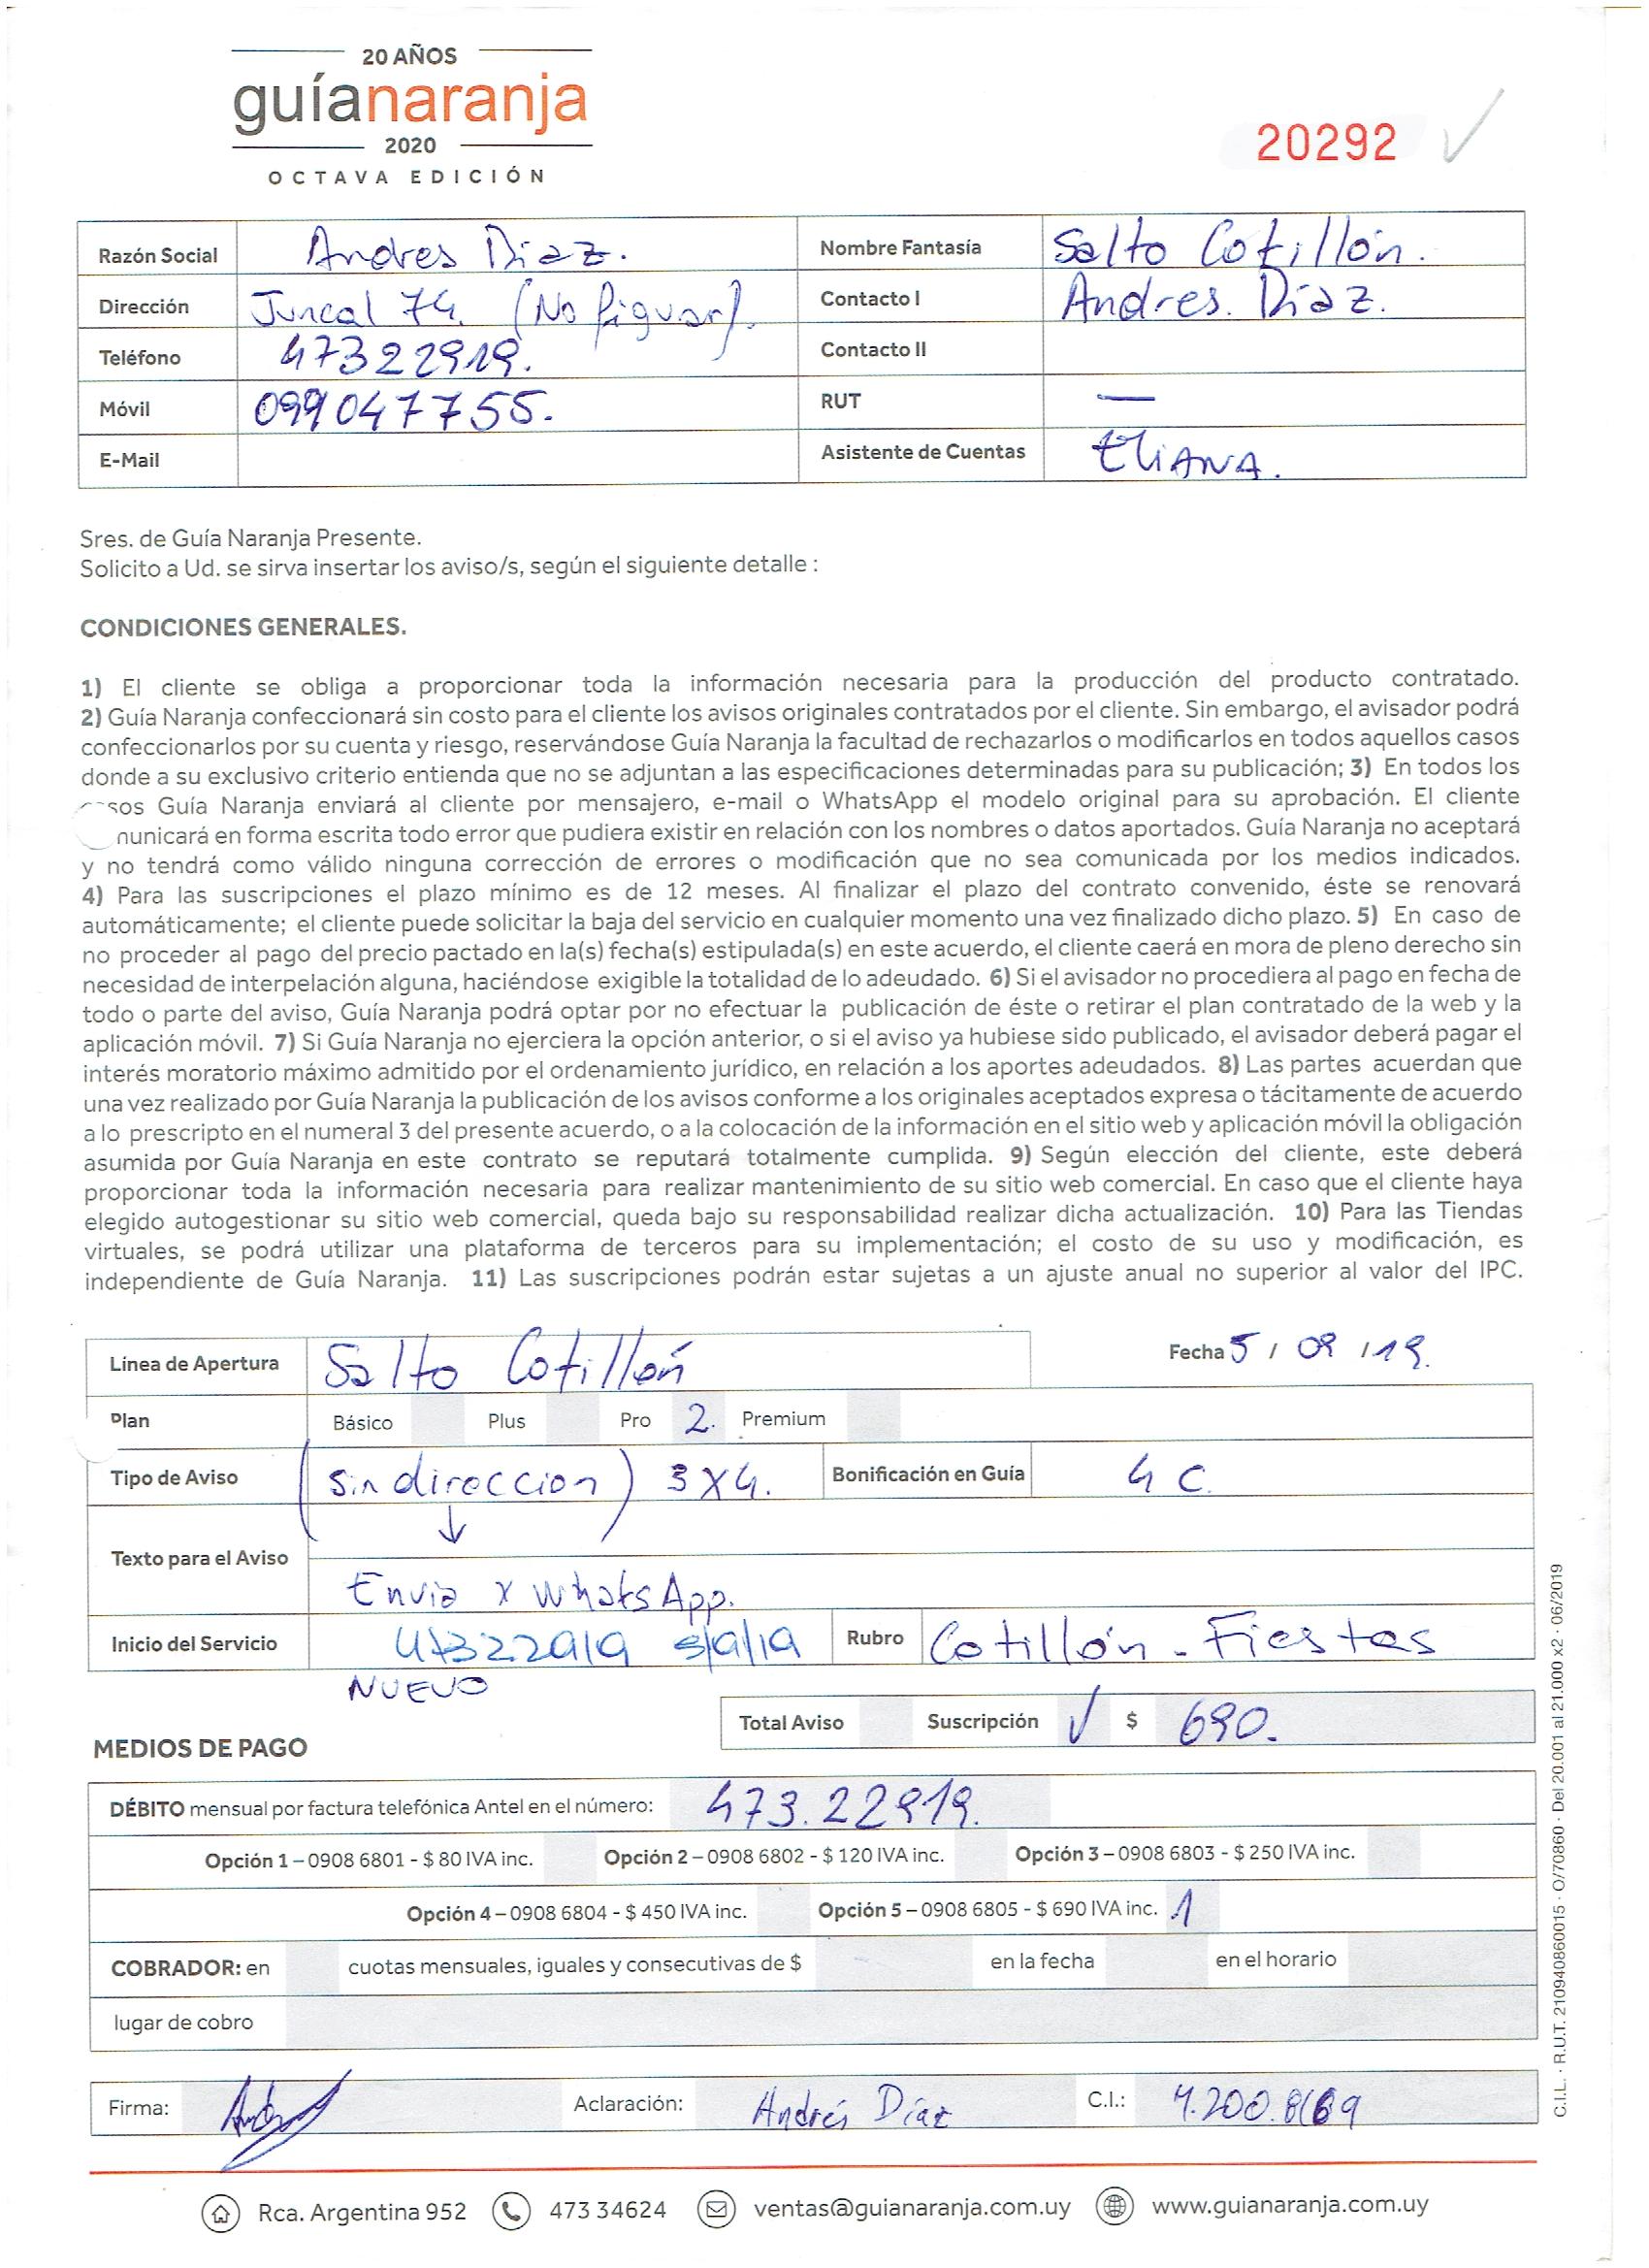 20 AÑOS
guíanaranja
2020
OCTAVA EDICIÓN
20292
Razón Social Andres Diaz. Nombre Fantasía Salto Cotillón.
Dirección Juncal 74. (No figuar). Contacto I Andres. Diaz.
Teléfono 47322919. Contacto II
Móvil 099047755. RUT —
E-Mail Asistente de Cuentas EliANA.
Sres. de Guía Naranja Presente.
Solicito a Ud. se sirva insertar los aviso/s, según el siguiente detalle :
CONDICIONES GENERALES.
1) El cliente se obliga a proporcionar toda la información necesaria para la producción del producto contratado.
2) Guía Naranja confeccionará sin costo para el cliente los avisos originales contratados por el cliente. Sin embargo, el avisador podrá
confeccionarlos por su cuenta y riesgo, reservándose Guía Naranja la facultad de rechazarlos o modificarlos en todos aquellos casos
donde a su exclusivo criterio entienda que no se adjuntan a las especificaciones determinadas para su publicación; 3) En todos los
sos Guía Naranja enviará al cliente por mensajero, e-mail o WhatsApp el modelo original para su aprobación. El cliente
nunicará en forma escrita todo error que pudiera existir en relación con los nombres o datos aportados. Guía Naranja no aceptará
y no tendrá como válido ninguna corrección de errores o modificación que no sea comunicada por los medios indicados.
4) Para las suscripciones el plazo mínimo es de 12 meses. Al finalizar el plazo del contrato convenido, éste se renovará
automáticamente; el cliente puede solicitar la baja del servicio en cualquier momento una vez finalizado dicho plazo. 5) En caso de
no proceder al pago del precio pactado en la(s) fecha(s) estipulada(s) en este acuerdo, el cliente caerá en mora de pleno derecho sin
necesidad de interpelación alguna, haciéndose exigible la totalidad de lo adeudado. 6) Si el avisador no procediera al pago en fecha de
todo o parte del aviso, Guía Naranja podrá optar por no efectuar la publicación de éste o retirar el plan contratado de la web y la
aplicación móvil. 7) Si Guía Naranja no ejerciera la opción anterior, o si el aviso ya hubiese sido publicado, el avisador deberá pagar el
interés moratorio máximo admitido por el ordenamiento jurídico, en relación a los aportes adeudados. 8) Las partes acuerdan que
una vez realizado por Guía Naranja la publicación de los avisos conforme a los originales aceptados expresa o tácitamente de acuerdo
a lo prescripto en el numeral 3 del presente acuerdo, o a la colocación de la información en el sitio web y aplicación móvil la obligación
asumida por Guía Naranja en este contrato se reputará totalmente cumplida. 9) Según elección del cliente, este deberá
proporcionar toda la información necesaria para realizar mantenimiento de su sitio web comercial. En caso que el cliente haya
elegido autogestionar su sitio web comercial, queda bajo su responsabilidad realizar dicha actualización. 10) Para las Tiendas
virtuales, se podrá utilizar una plataforma de terceros para su implementación; el costo de su uso y modificación, es
independiente de Guía Naranja. 11) Las suscripciones podrán estar sujetas a un ajuste anual no superior al valor del IPC.
Línea de Apertura Salto Cotillón Fecha 5 / 09 / 19.
Plan Básico Plus Pro 2. Premium
Tipo de Aviso (sin direccion) 3X4. Bonificación en Guía 4 C.
Texto para el Aviso
Envia x WhatsApp.
Inicio del Servicio 47322919 5/9/19 Rubro Cotillón - Fiestas
NUEVO
Total Aviso Suscripción ✓ $ 690.
MEDIOS DE PAGO
DÉBITO mensual por factura telefónica Antel en el número: 473.22919.
Opción 1 – 0908 6801 - $ 80 IVA inc. Opción 2 – 0908 6802 - $ 120 IVA inc. Opción 3 – 0908 6803 - $ 250 IVA inc.
Opción 4 – 0908 6804 - $ 450 IVA inc. Opción 5 – 0908 6805 - $ 690 IVA inc. 1
COBRADOR: en cuotas mensuales, iguales y consecutivas de $ en la fecha en el horario
lugar de cobro
Firma: Aclaración: Andrés Díaz C.I.:
Rca. Argentina 952 473 34624 ventas@guianaranja.com.uy www.guianaranja.com.uy
C.I.L. · R.U.T. 210940860015 · O/70860 · Del 20.001 al 21.000 x2 · 06/2019